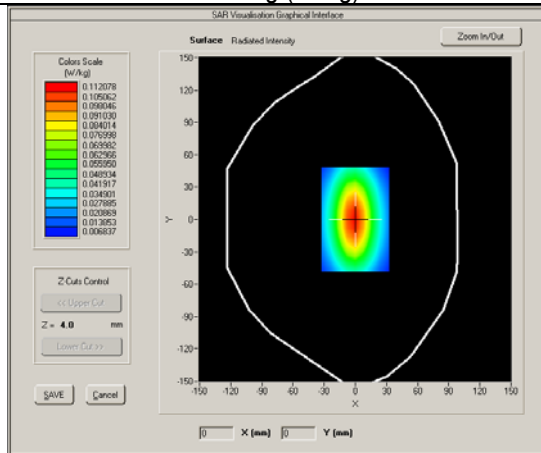 SAR Visualisation Graphical Interface
Surface Radiated Intensity
Zoom In/Out
Colors Scale
(W/kg)
0.112078
0.105062
0.098046
0.091030
0.084014
0.076998
0.069982
0.062966
0.055950
0.048934
0.041917
0.034901
0.027885
0.020869
0.013853
0.006837
150
120
90
60
30
0
-30
-60
-90
-120
-150
Y
-150 -120 -90 -60 -30 0 30 60 90 120 150
X
Z-Cuts Control
<< Upper Cut
Z = 4.0 mm
Lower Cut >>
SAVE Cancel
0 X (mm) 0 Y (mm)